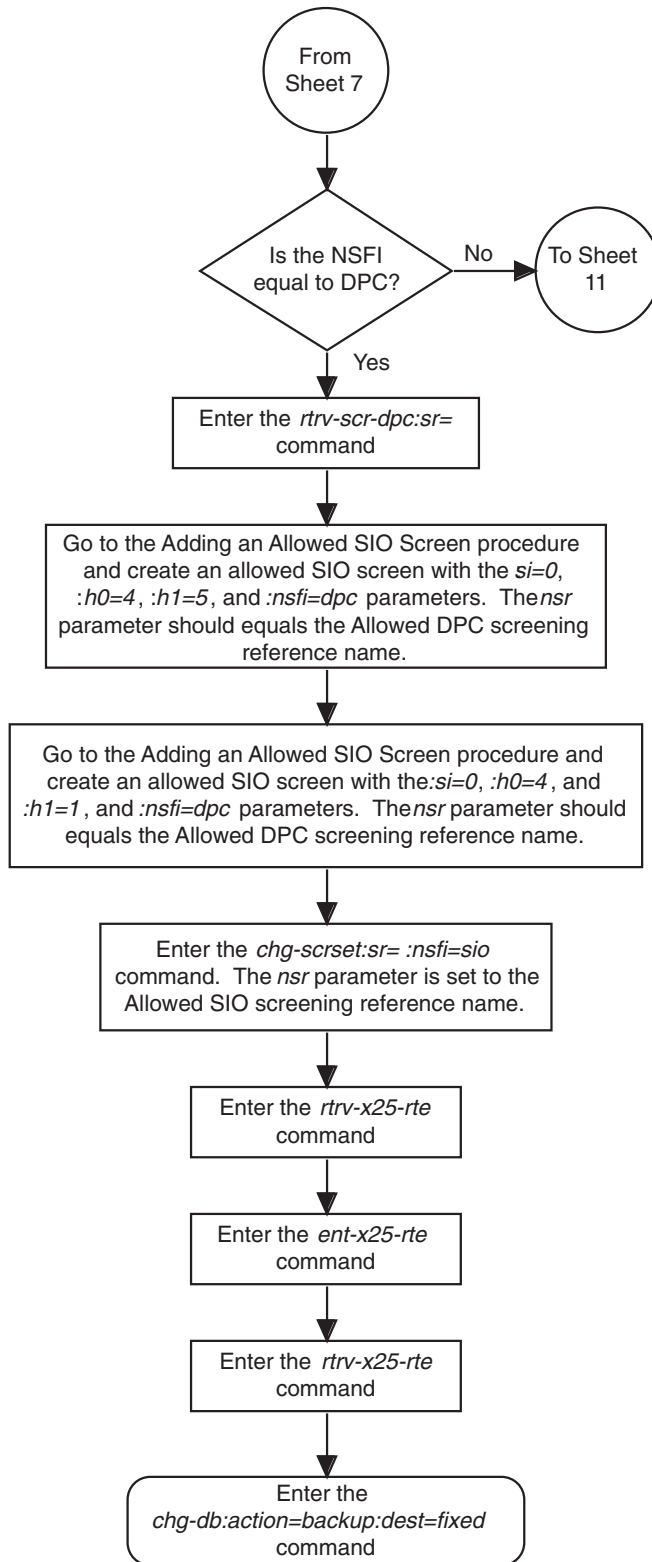 From
Sheet 7
Is the NSFI
equal to DPC?
No
To Sheet
11
Yes
Enter the rtrv-scr-dpc:sr=
command
Go to the Adding an Allowed SIO Screen procedure
and create an allowed SIO screen with the si=0,
:h0=4, :h1=5, and :nsfi=dpc parameters. The nsr
parameter should equals the Allowed DPC screening
reference name.
Go to the Adding an Allowed SIO Screen procedure and
create an allowed SIO screen with the :si=0, :h0=4, and
:h1=1, and :nsfi=dpc parameters. The nsr parameter should
equals the Allowed DPC screening reference name.
Enter the chg-scrset:sr= :nsfi=sio
command. The nsr parameter is set to the
Allowed SIO screening reference name.
Enter the rtrv-x25-rte
command
Enter the ent-x25-rte
command
Enter the rtrv-x25-rte
command
Enter the
chg-db:action=backup:dest=fixed
command